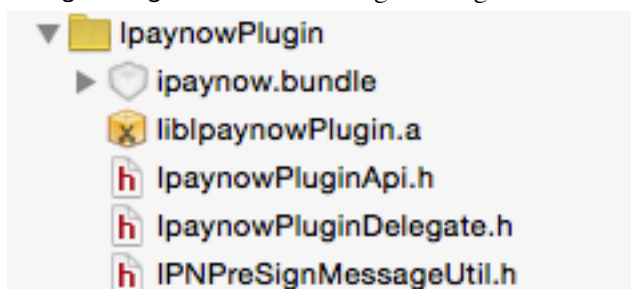 IpaynowPlugin
ipaynow.bundle
libIpaynowPlugin.a
IpaynowPluginApi.h
IpaynowPluginDelegate.h
IPNPreSignMessageUtil.h